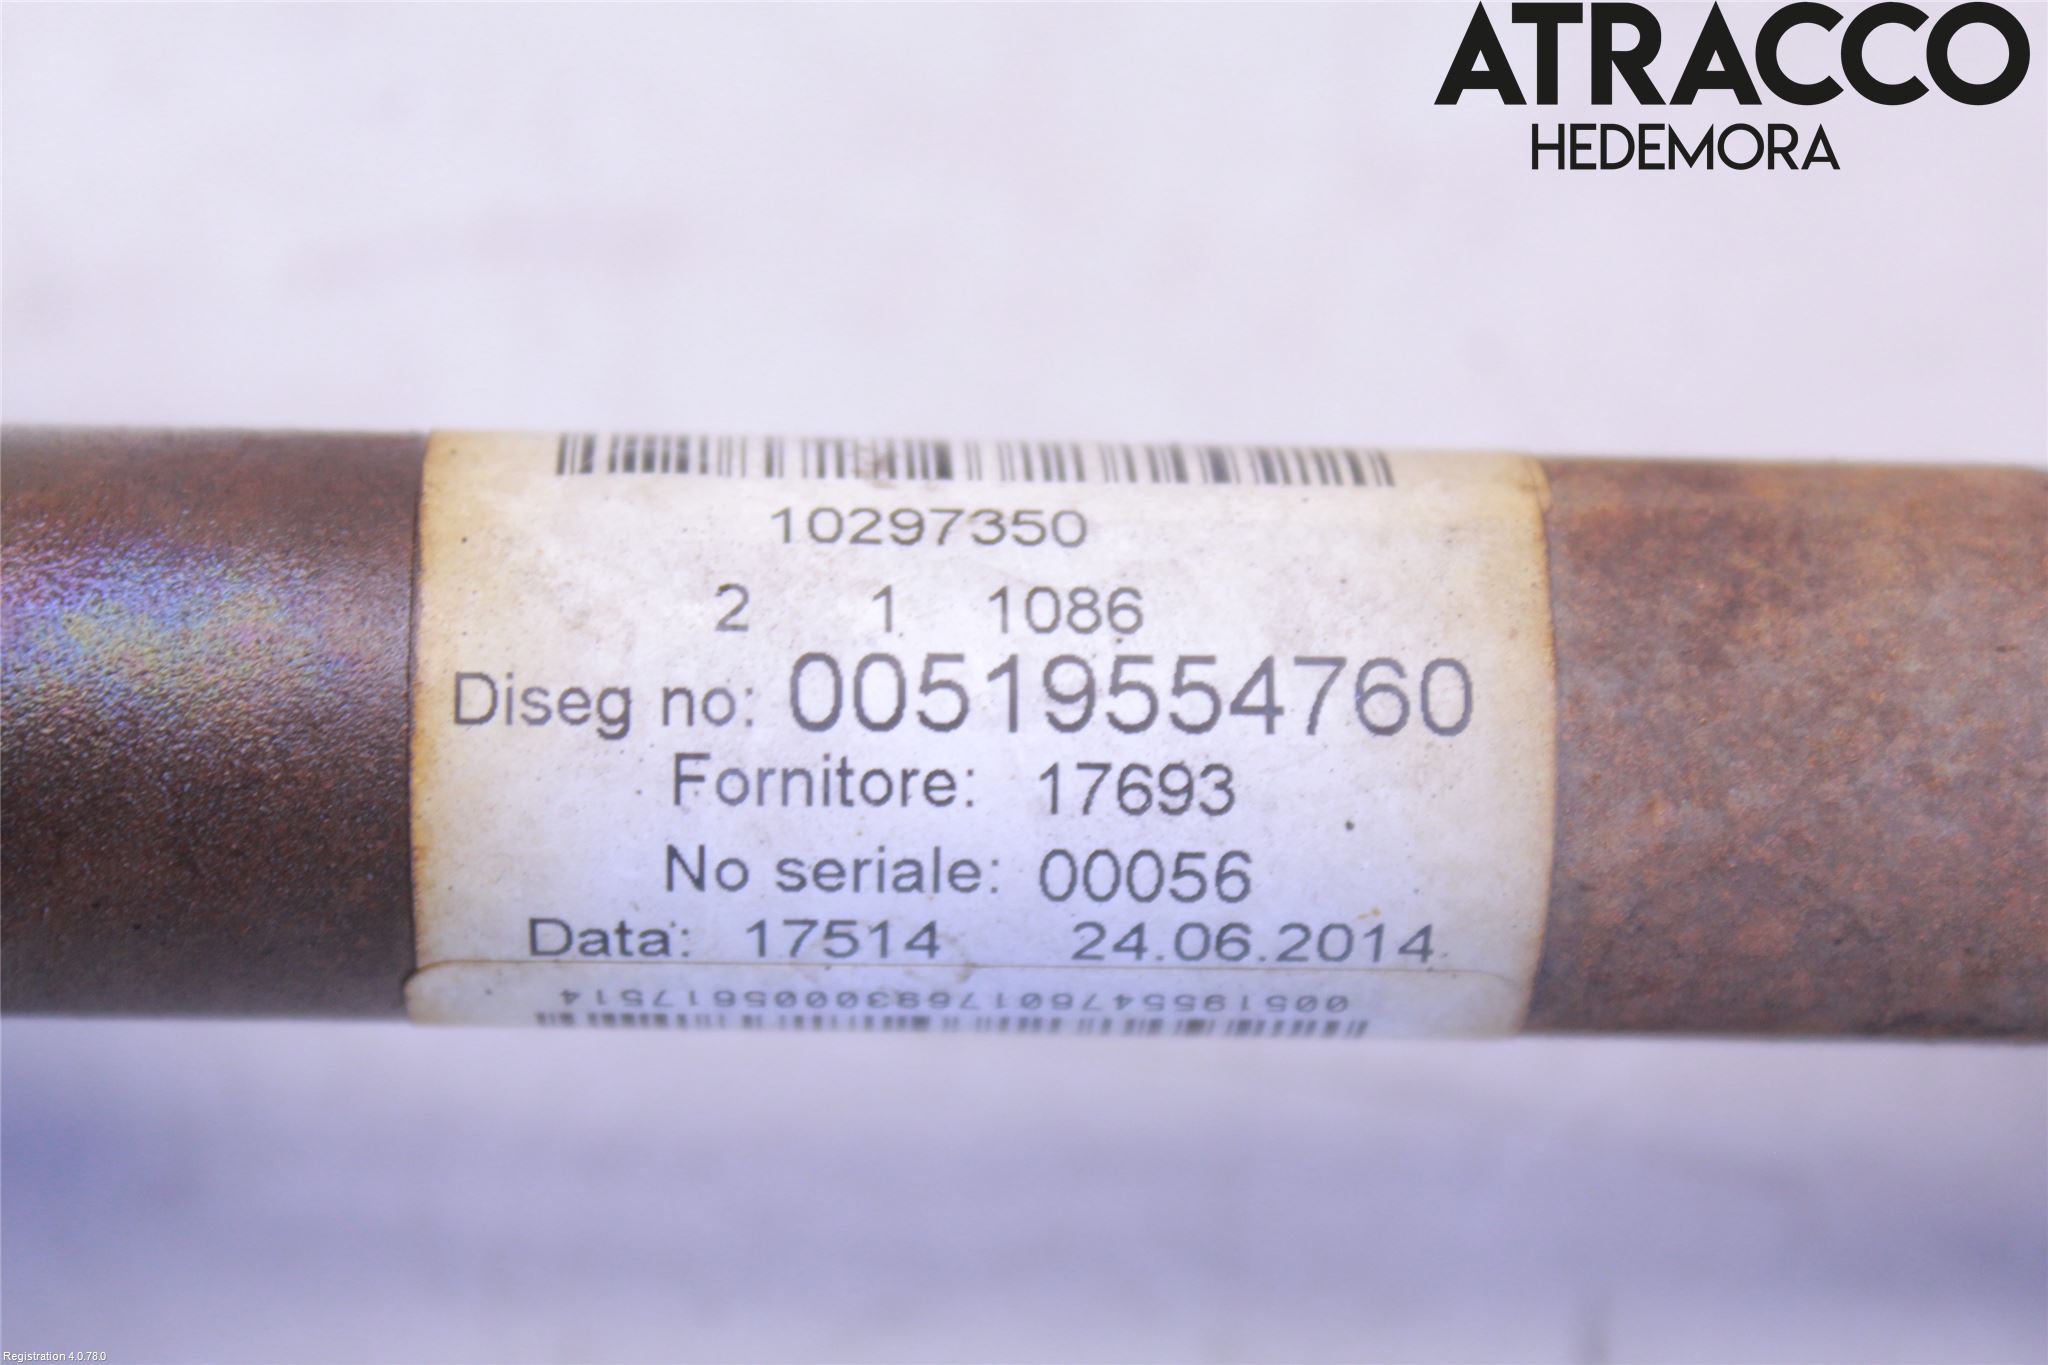 ATRACCO
HEDEMORA
10297350
2 1 1086
Diseg no: 00519554760
Fornitore: 17693
No seriale: 00056
Data: 17514 24.06.2014
005195547601769300005617514
Registration 4.0.78.0